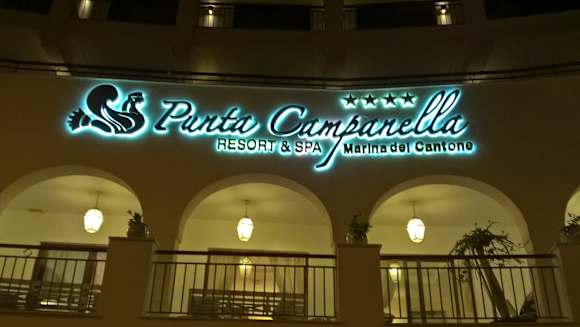 ★★★★
Punta Campanella
RESORT & SPA Marina del Cantone